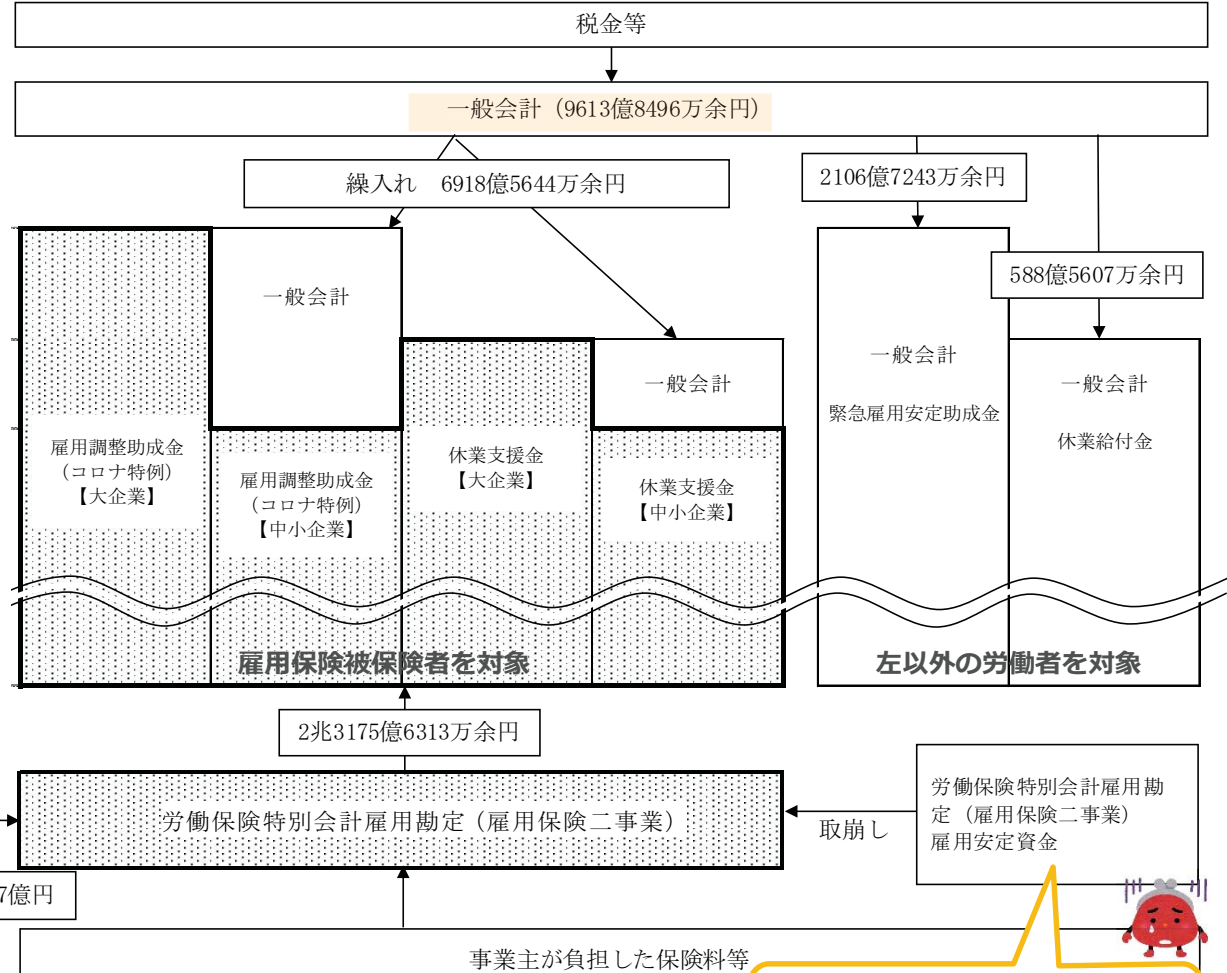 税金等
一般会計（9613億8496万余円）
繰入れ　6918億5644万余円
2106億7243万余円
588億5607万余円
一般会計
一般会計
一般会計
緊急雇用安定助成金
一般会計
休業給付金
雇用調整助成金
（コロナ特例）
【大企業】
雇用調整助成金
（コロナ特例）
【中小企業】
休業支援金
【大企業】
休業支援金
【中小企業】
雇用保険被保険者を対象
左以外の労働者を対象
2兆3175億6313万余円
労働保険特別会計雇用勘定（雇用保険二事業）
取崩し
労働保険特別会計雇用勘
定（雇用保険二事業）
雇用安定資金
7億円
事業主が負担した保険料等